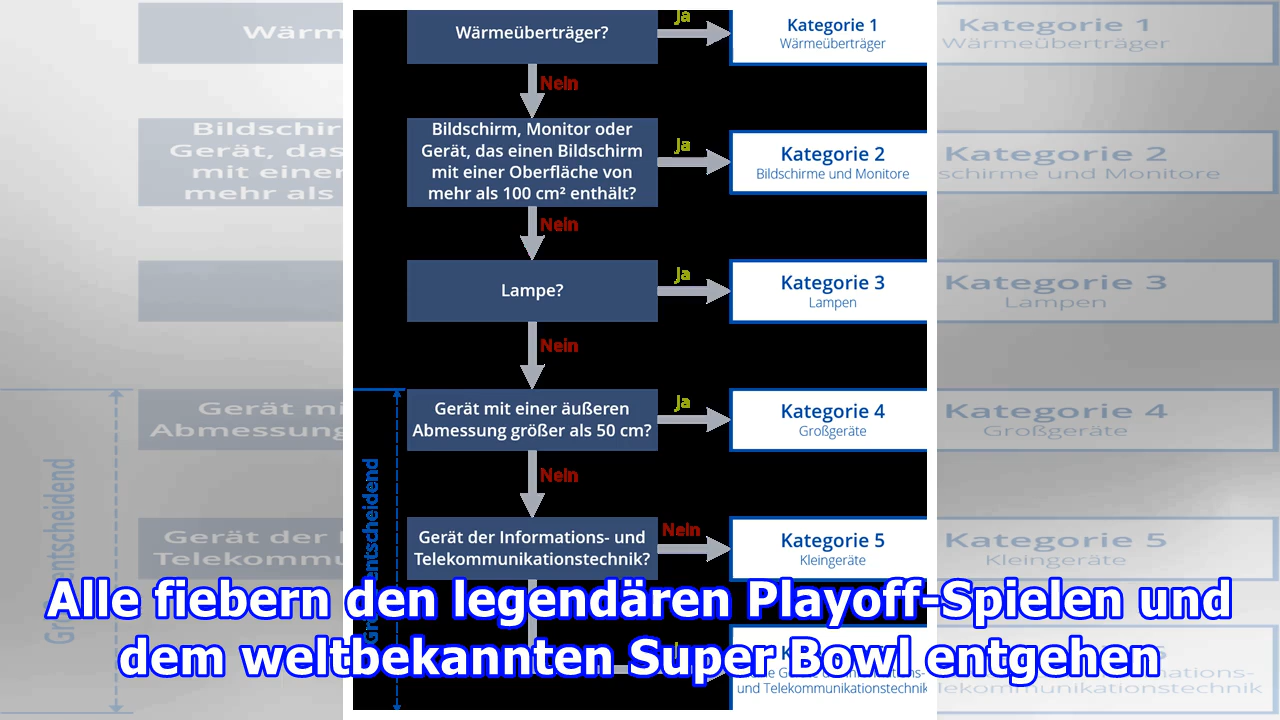 Wärmeüberträger?
Ja
Kategorie 1
Wärmeüberträger
Nein
Bildschirm, Monitor oder
Gerät, das einen Bildschirm
mit einer Oberfläche von
mehr als 100 cm² enthält?
Ja
Kategorie 2
Bildschirme und Monitore
Nein
Lampe?
Ja
Kategorie 3
Lampen
Nein
Gerät mit einer äußeren
Abmessung größer als 50 cm?
Ja
Kategorie 4
Großgeräte
Nein
Gerät der Informations- und
Telekommunikationstechnik?
Nein
Kategorie 5
Kleingeräte
und Telekommunikationstechnik
Alle fiebern den legendären Playoff-Spielen und
dem weltbekannten Super Bowl entgehen